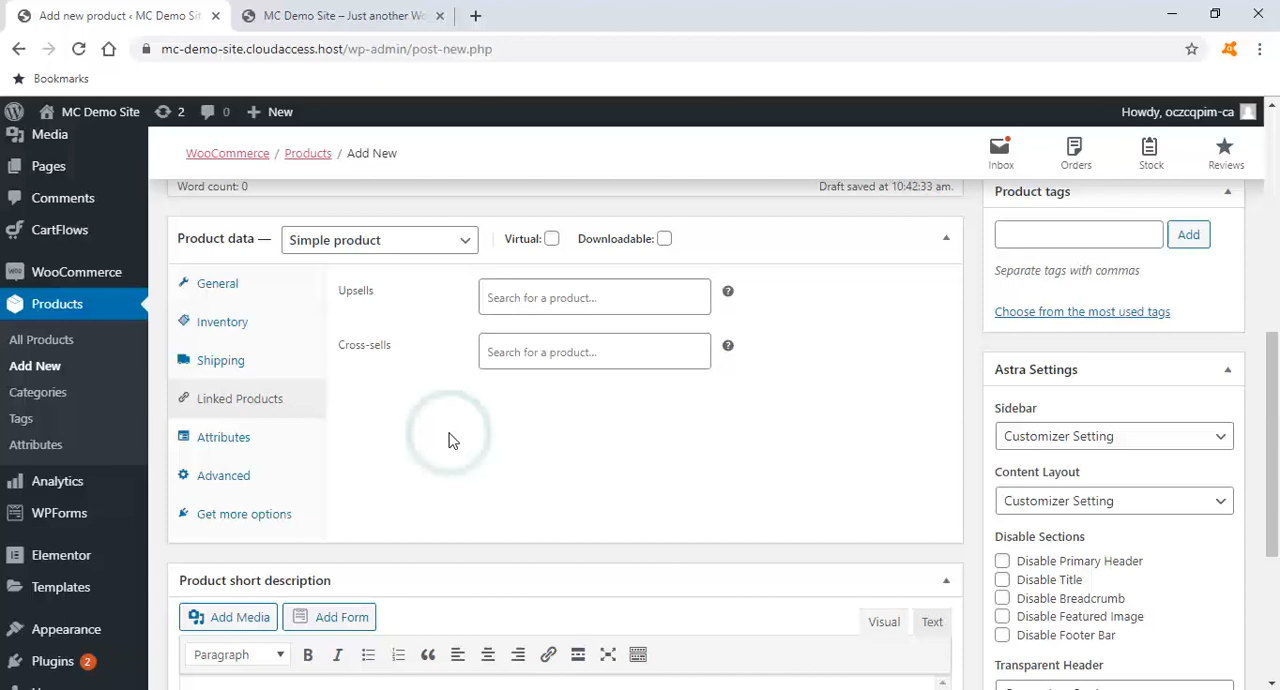 Add new product ‹ MC Demo Sit
MC Demo Site – Just another Wo
mc-demo-site.cloudaccess.host/wp-admin/post-new.php
Bookmarks
MC Demo Site
2
0
New
Howdy, oczcqpim-ca
Media
Pages
Comments
CartFlows
WooCommerce
Products
All Products
Add New
Categories
Tags
Attributes
Analytics
WPForms
Elementor
Templates
Appearance
Plugins 2
WooCommerce / Products / Add New
Inbox
Orders
Stock
Reviews
Word count: 0
Draft saved at 10:42:33 am.
Product data —
Simple product
Virtual:
Downloadable:
General
Inventory
Shipping
Linked Products
Attributes
Advanced
Get more options
Upsells
Search for a product...
Cross-sells
Search for a product...
Product short description
Add Media
Add Form
Visual
Text
Paragraph
Product tags
Add
Separate tags with commas
Choose from the most used tags
Astra Settings
Sidebar
Customizer Setting
Content Layout
Customizer Setting
Disable Sections
Disable Primary Header
Disable Title
Disable Breadcrumb
Disable Featured Image
Disable Footer Bar
Transparent Header